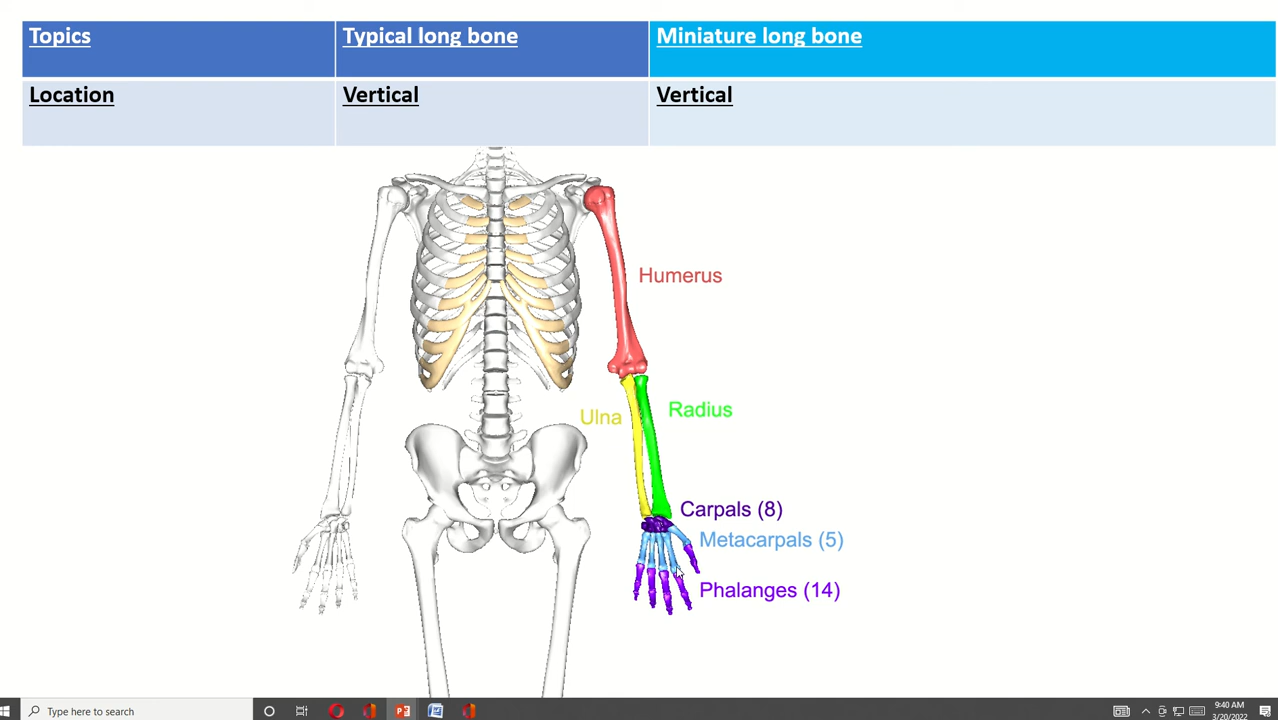 Topics
Typical long bone
Miniature long bone
Location
Vertical
Vertical
Humerus
Ulna
Radius
Carpals (8)
Metacarpals (5)
Phalanges (14)
Type here to search
9:40 AM
3/20/2022